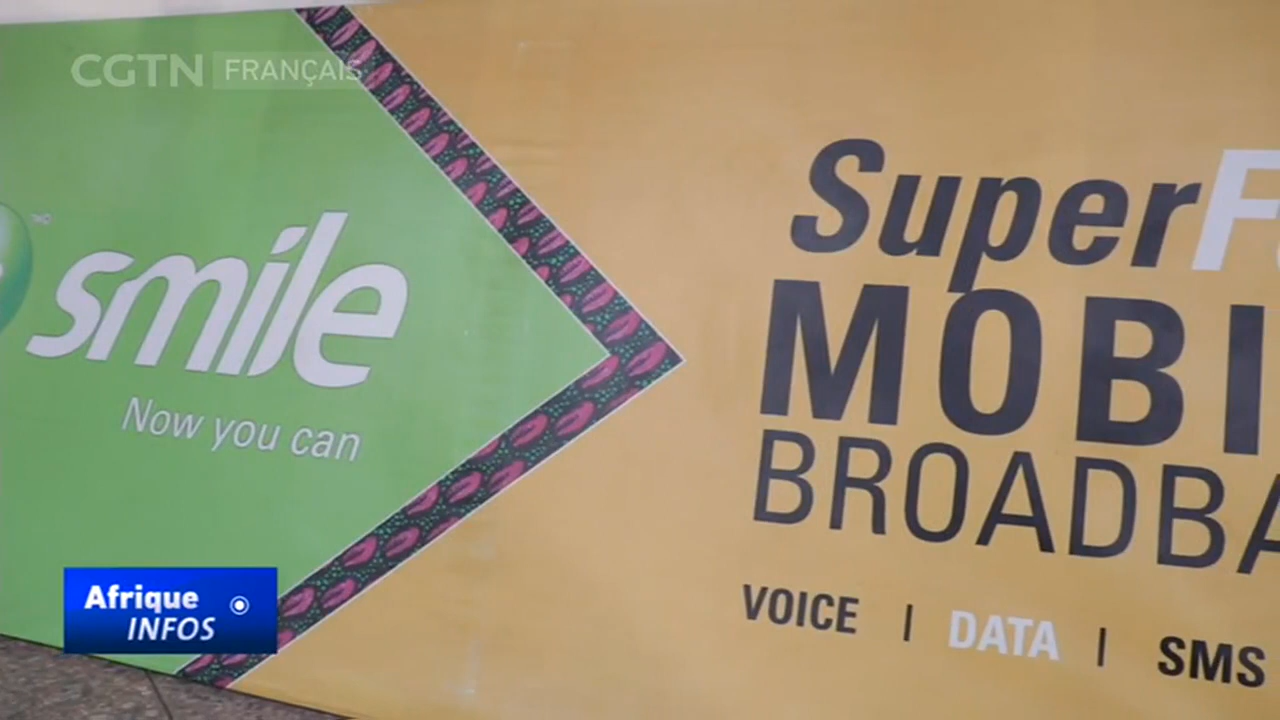 CGTN FRANÇAIS
smile
Now you can
Super
MOBI
BROADBA
VOICE | DATA | SMS
Afrique
INFOS